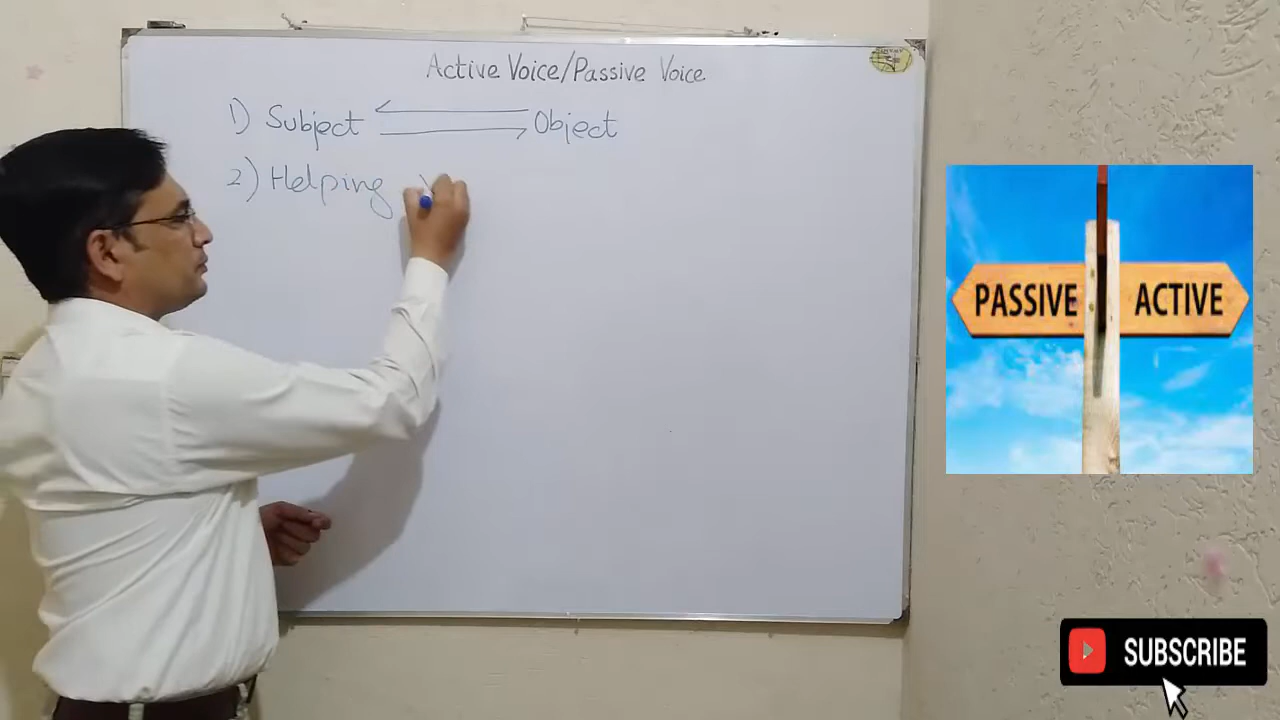 Active Voice/Passive Voice
1) Subject Object
2) Helping
PASSIVE ACTIVE
SUBSCRIBE